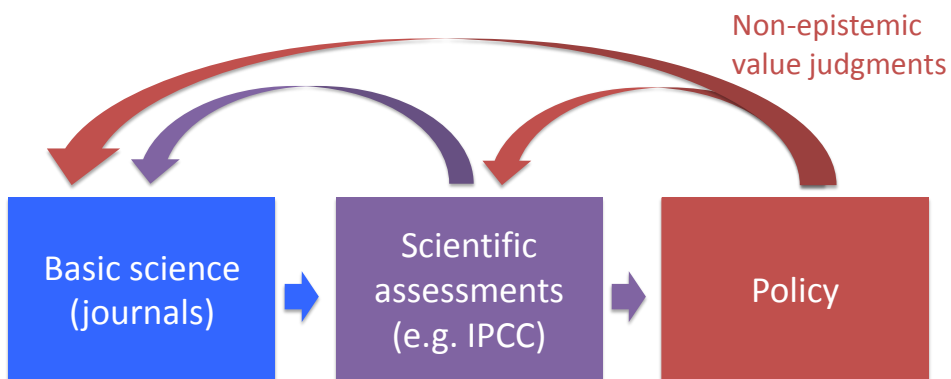 Non-epistemic
value judgments
Basic science
(journals)
Scientific
assessments
(e.g. IPCC)
Policy